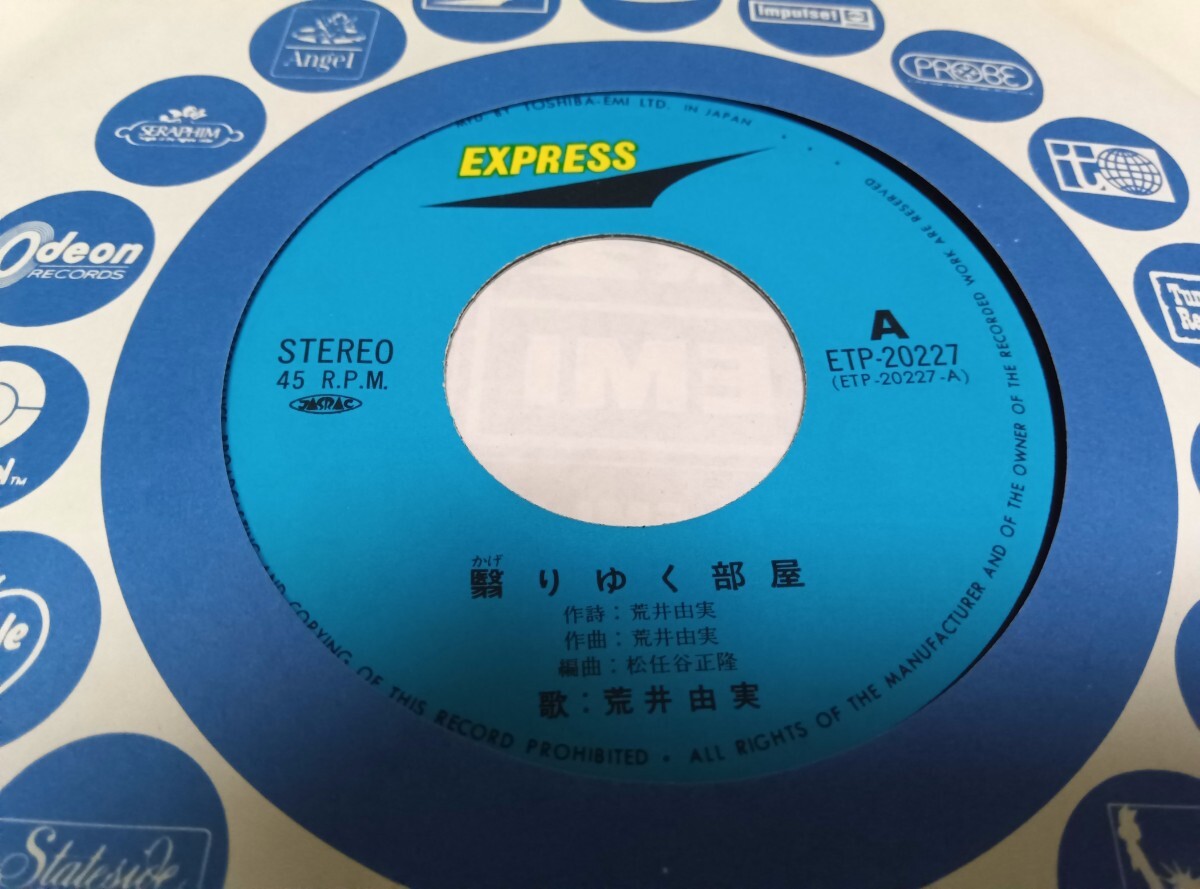 Impulse!
Angel
PROBE
SERAPHIM
Odeon
RECORDS
MFD BY TOSHIBA-EMI LTD. IN JAPAN
EXPRESS
STEREO
45 R.P.M.
JASRAC
A
ETP-20227
(ETP-20227-A)
EMI
かげ
翳りゆく部屋
作詩：荒井由実
作曲：荒井由実
編曲：松任谷正隆
歌：荒井由実
AND COPYING OF THIS RECORD PROHIBITED • ALL RIGHTS OF THE MANUFACTURER AND OF THE OWNER OF THE RECORDED WORK ARE RESERVED
Stateside